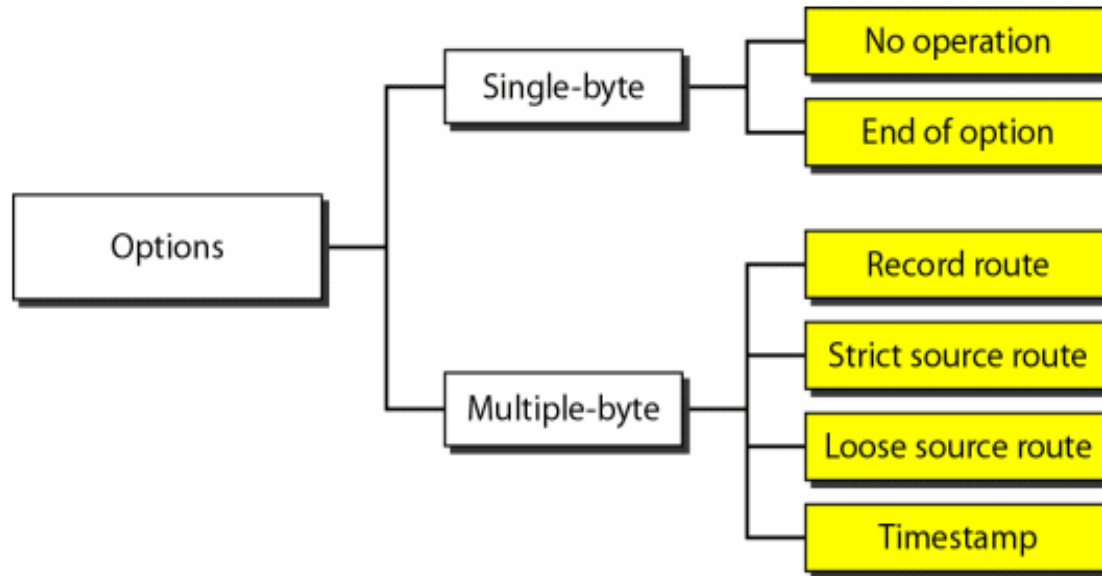 Options
Single-byte
No operation
End of option
Multiple-byte
Record route
Strict source route
Loose source route
Timestamp